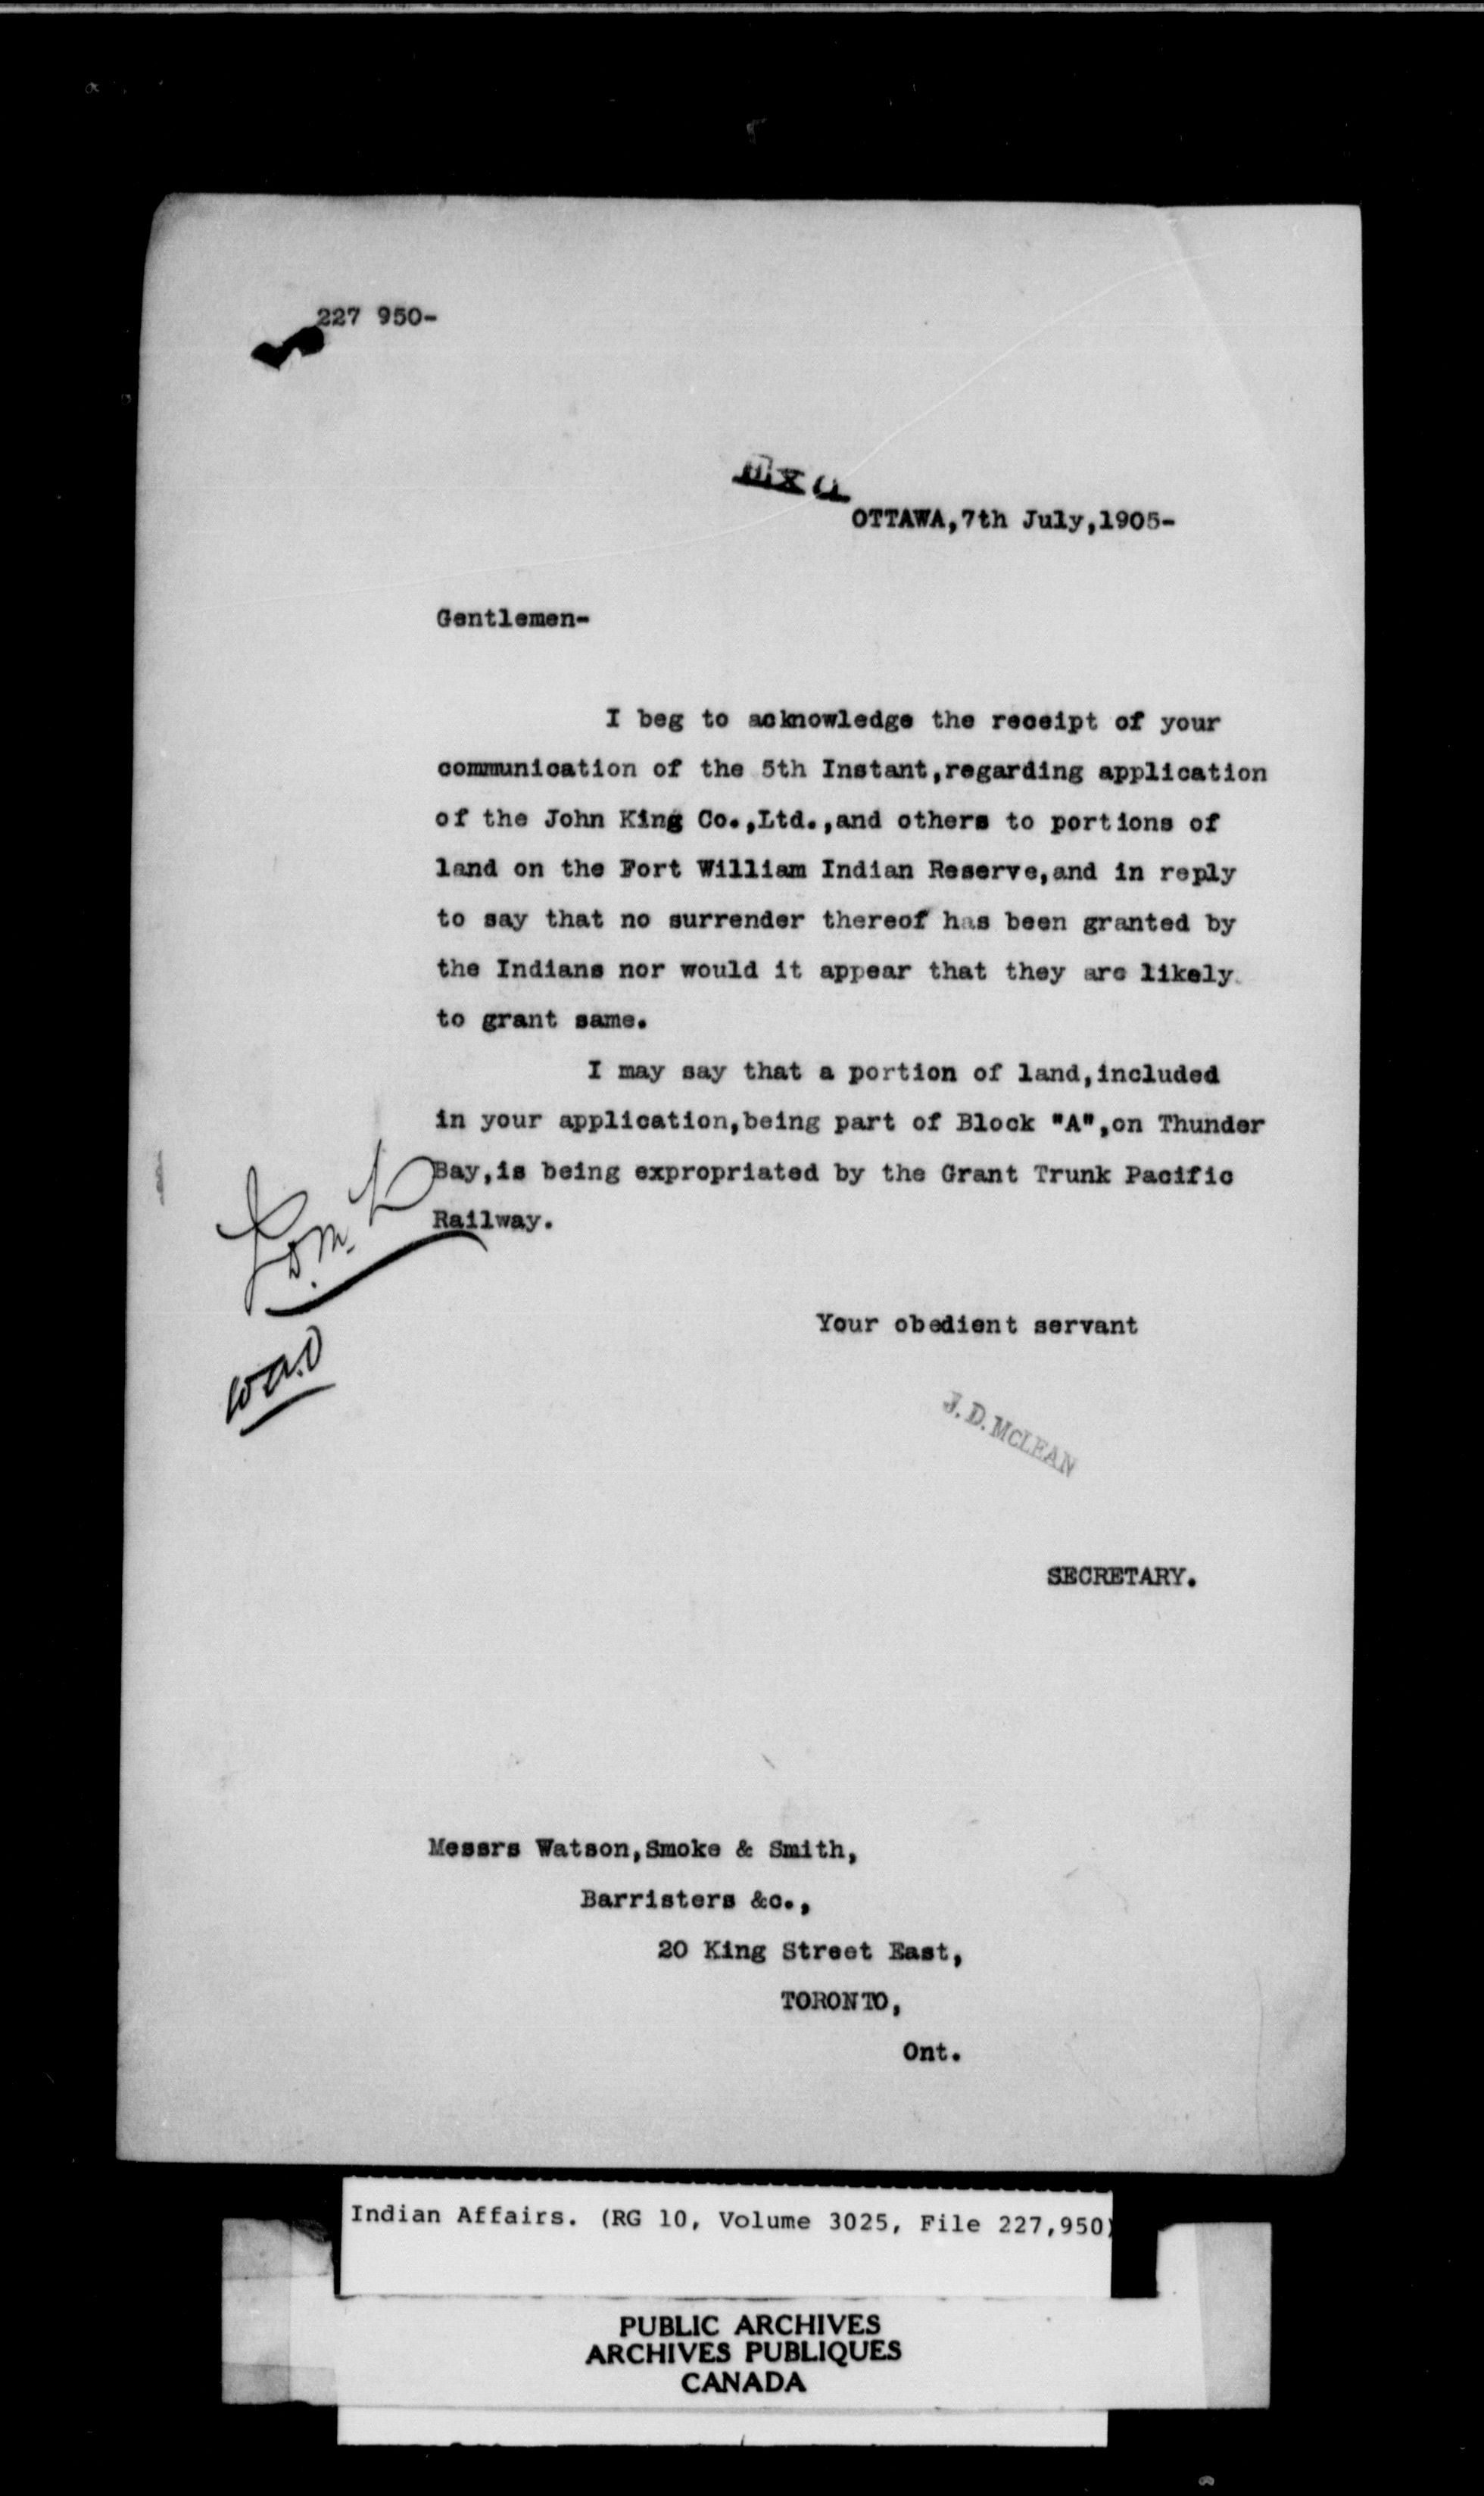 227 950-
OTTAWA,7th July,1905-
Gentlemen-
I beg to acknowledge the receipt of your
communication of the 5th Instant,regarding application
of the John King Co.,Ltd.,and others to portions of
land on the Fort William Indian Reserve,and in reply
to say that no surrender thereof has been granted by
the Indians nor would it appear that they are likely
to grant same.
I may say that a portion of land,included
in your application,being part of Block "A",on Thunder
Bay,is being expropriated by the Grant Trunk Pacific
Railway.
Your obedient servant
J.D.McLEAN
SECRETARY.
Messrs Watson,Smoke & Smith,
Barristers &c.,
20 King Street East,
TORONTO,
Ont.
Indian Affairs. (RG 10, Volume 3025, File 227,950)
PUBLIC ARCHIVES
ARCHIVES PUBLIQUES
CANADA